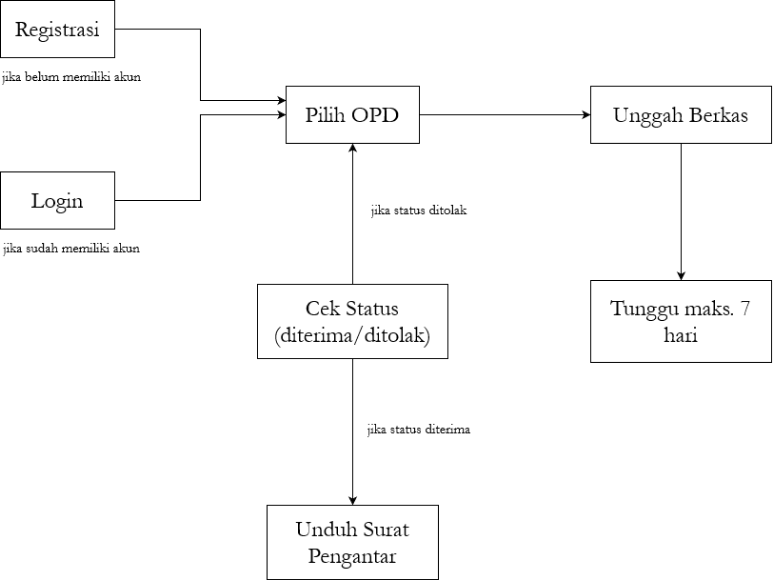 Registrasi
jika belum memiliki akun
Pilih OPD
Unggah Berkas
Login
jika sudah memiliki akun
jika status ditolak
Cek Status
(diterima/ditolak)
Tunggu maks. 7
hari
jika status diterima
Unduh Surat
Pengantar